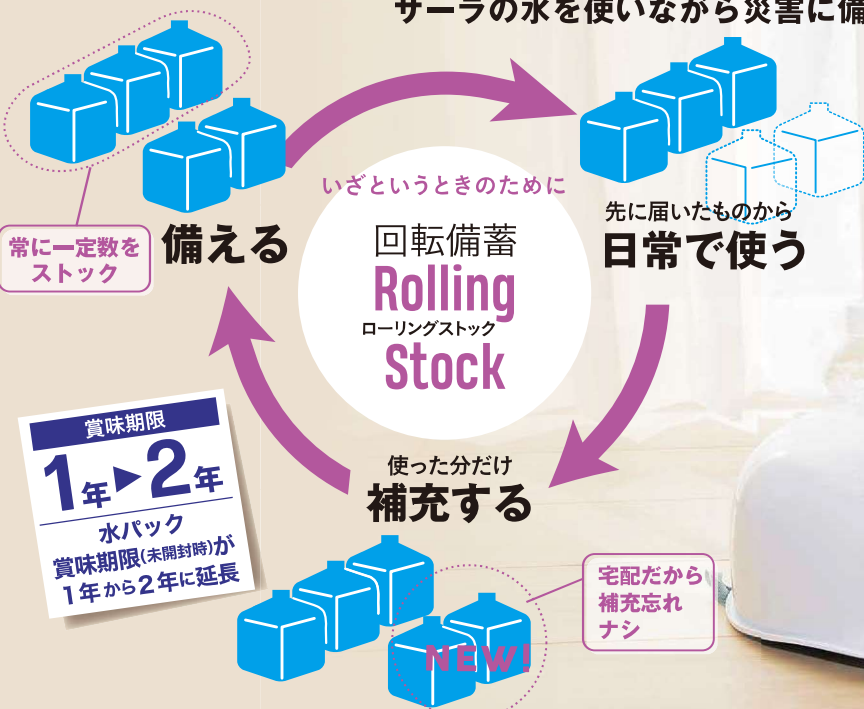 サーラの水を使いながら災害に備
いざというときのために
回転備蓄
Rolling
ローリングストック
Stock
常に一定数を
ストック
備える
先に届いたものから
日常で使う
使った分だけ
補充する
賞味期限
1年▶2年
水パック
賞味期限(未開封時)が
1年から2年に延長
宅配だから
補充忘れ
ナシ
NEW!